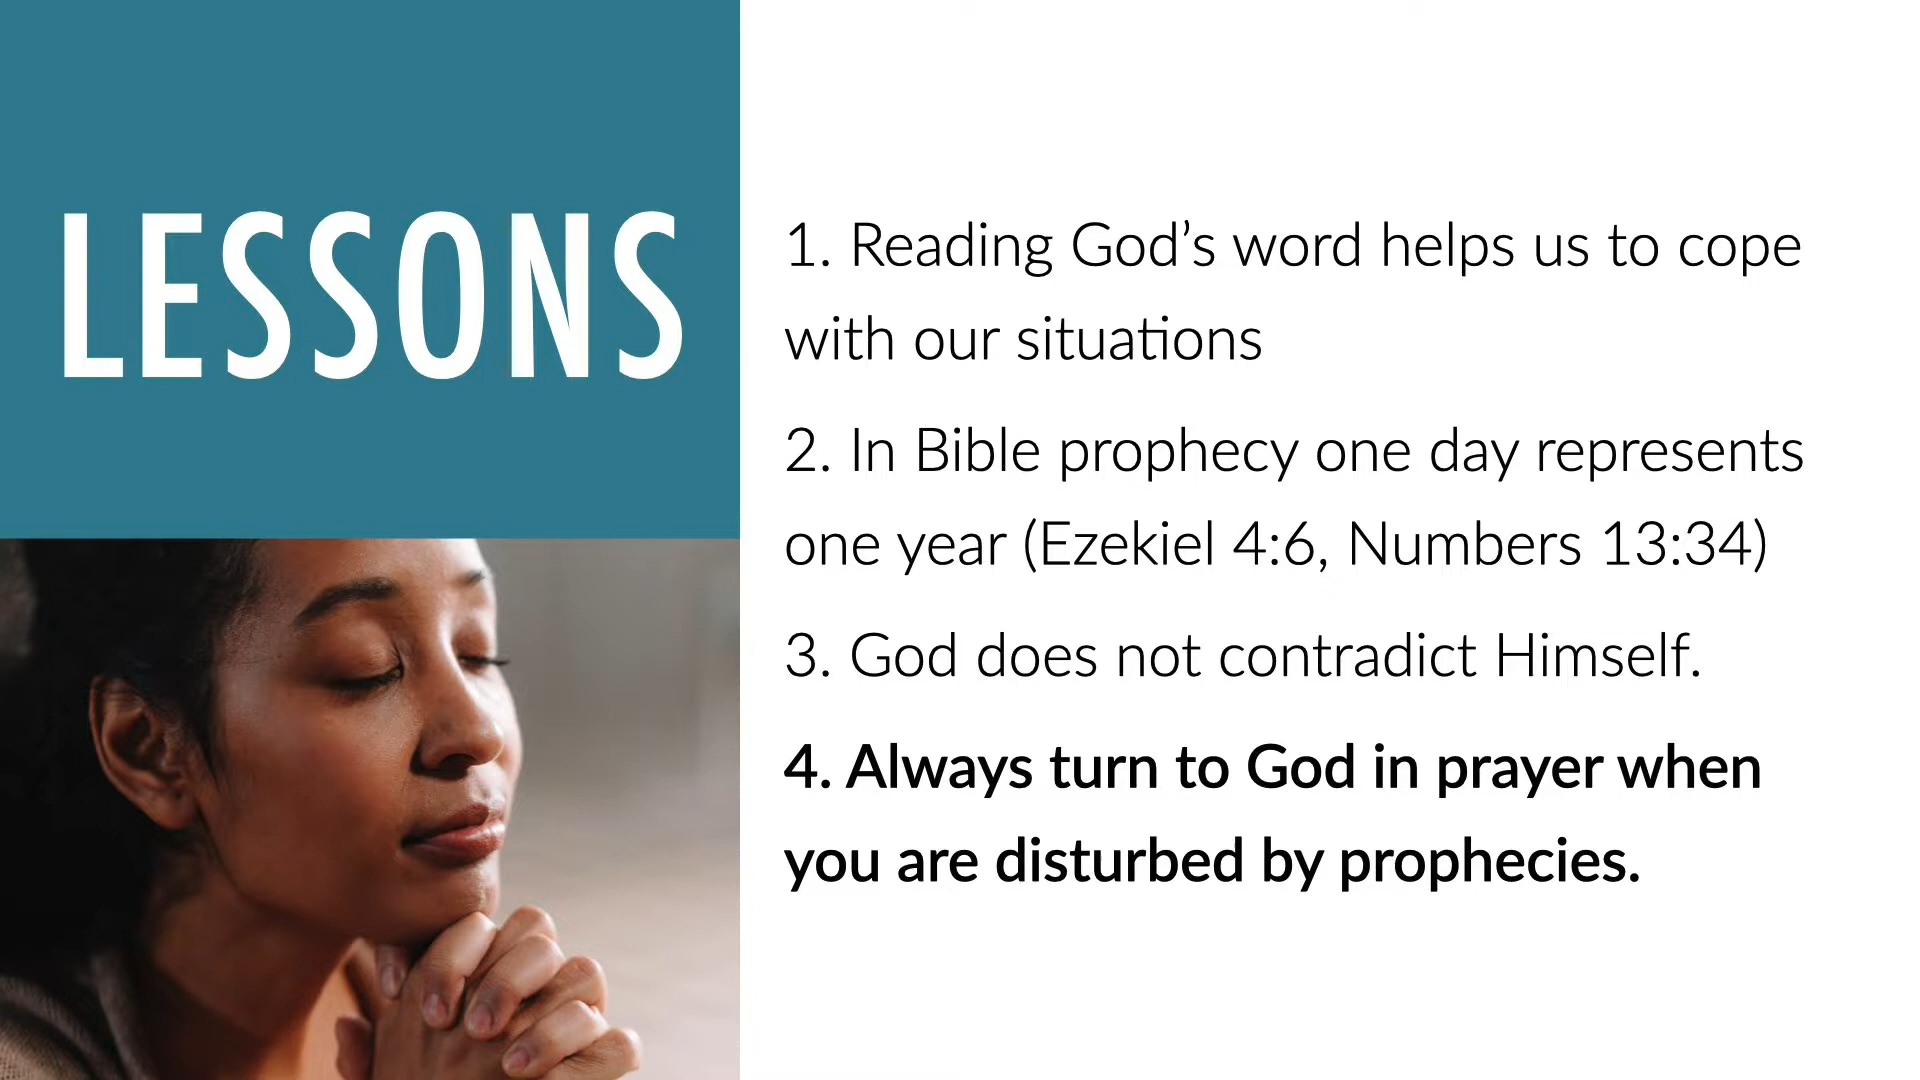 LESSONS
1. Reading God’s word helps us to cope
with our situations
2. In Bible prophecy one day represents
one year (Ezekiel 4:6, Numbers 13:34)
3. God does not contradict Himself.
4. Always turn to God in prayer when
you are disturbed by prophecies.